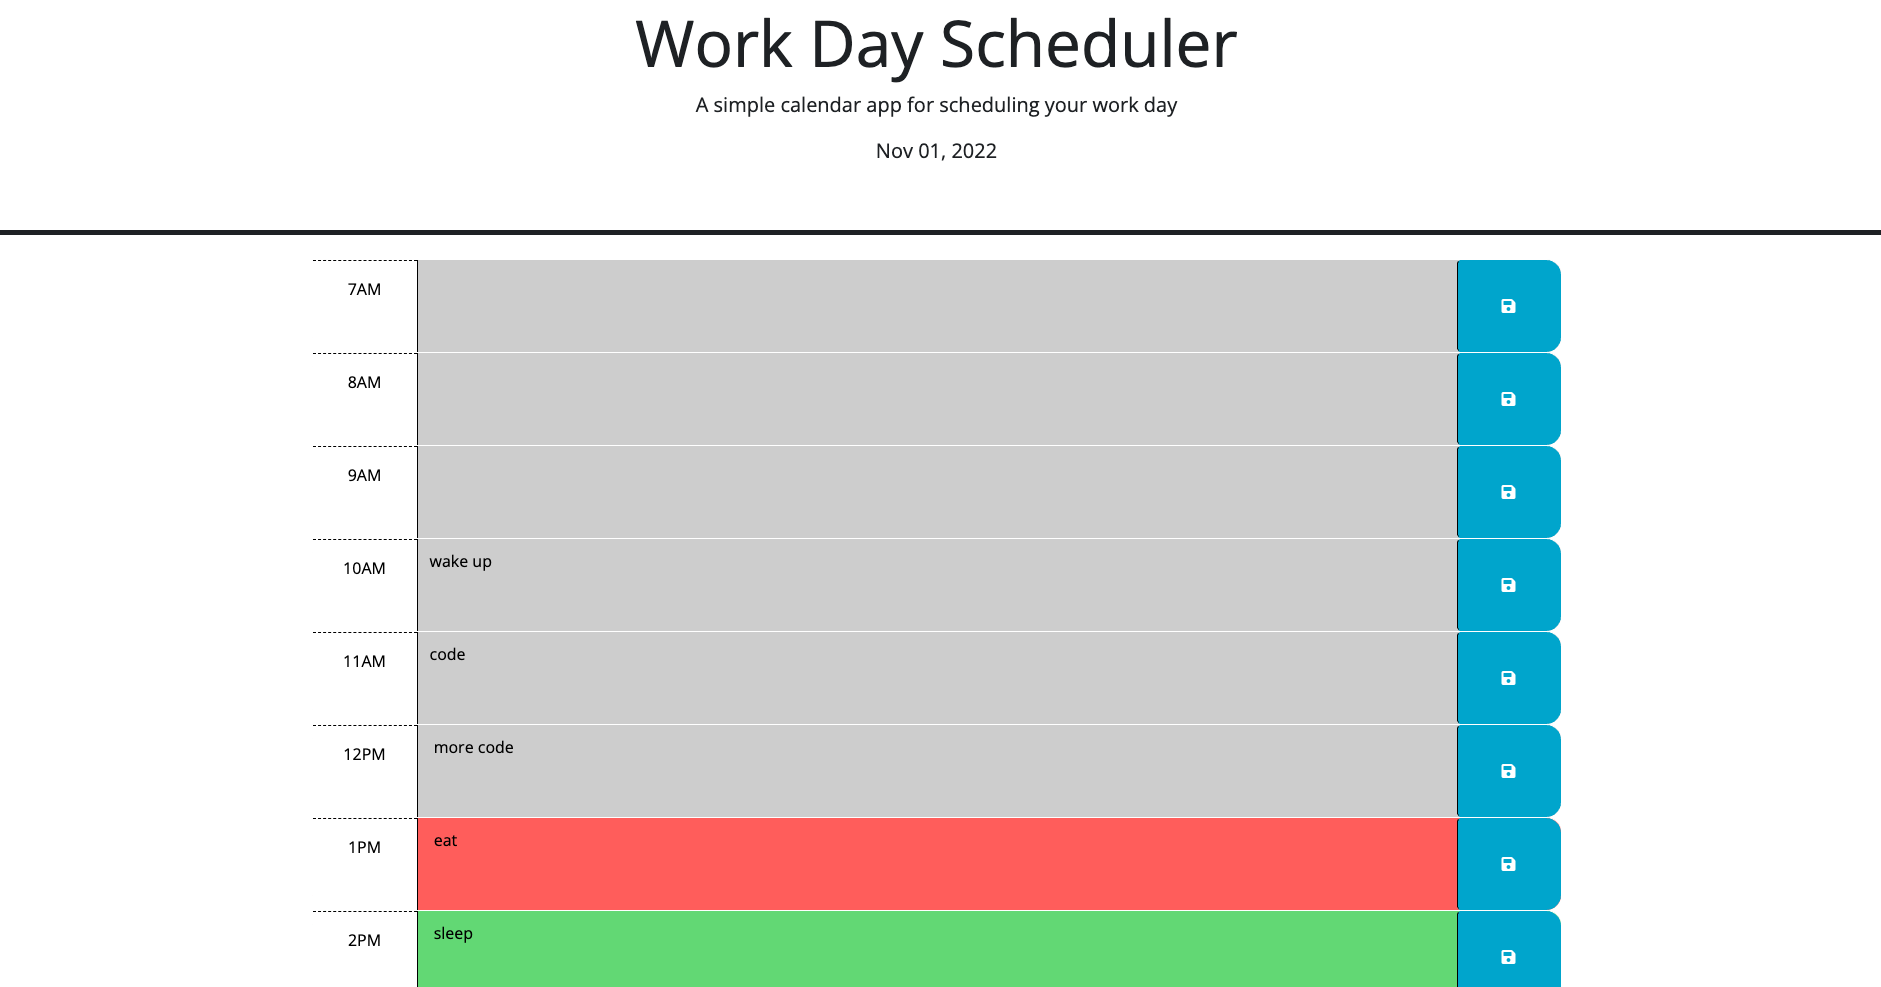 Work Day Scheduler
A simple calendar app for scheduling your work day
Nov 01, 2022
7AM
8AM
9AM
10AM wake up
11AM code
12PM more code
1PM eat
2PM sleep